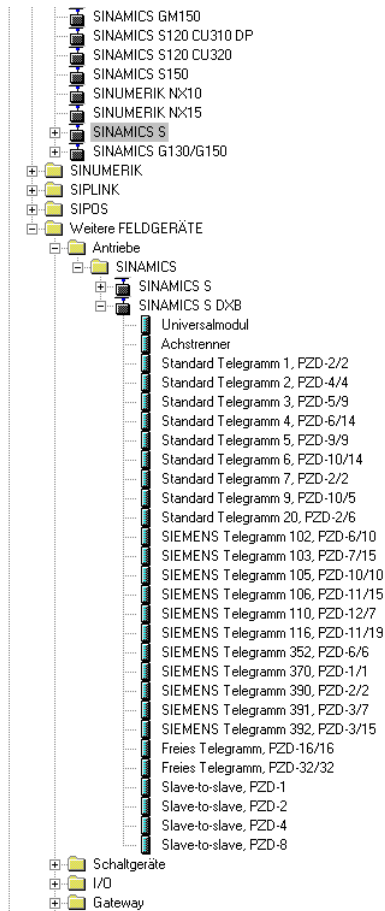 SINAMICS GM150
SINAMICS S120 CU310 DP
SINAMICS S120 CU320
SINAMICS S150
SINUMERIK NX10
SINUMERIK NX15
SINAMICS S
SINAMICS G130/G150
SINUMERIK
SIPLINK
SIPOS
Weitere FELDGERÄTE
Antriebe
SINAMICS
SINAMICS S
SINAMICS S DXB
Universalmodul
Achstrenner
Standard Telegramm 1, PZD-2/2
Standard Telegramm 2, PZD-4/4
Standard Telegramm 3, PZD-5/9
Standard Telegramm 4, PZD-6/14
Standard Telegramm 5, PZD-9/9
Standard Telegramm 6, PZD-10/14
Standard Telegramm 7, PZD-2/2
Standard Telegramm 9, PZD-10/5
Standard Telegramm 20, PZD-2/6
SIEMENS Telegramm 102, PZD-6/10
SIEMENS Telegramm 103, PZD-7/15
SIEMENS Telegramm 105, PZD-10/10
SIEMENS Telegramm 106, PZD-11/15
SIEMENS Telegramm 110, PZD-12/7
SIEMENS Telegramm 116, PZD-11/19
SIEMENS Telegramm 352, PZD-6/6
SIEMENS Telegramm 370, PZD-1/1
SIEMENS Telegramm 390, PZD-2/2
SIEMENS Telegramm 391, PZD-3/7
SIEMENS Telegramm 392, PZD-3/15
Freies Telegramm, PZD-16/16
Freies Telegramm, PZD-32/32
Slave-to-slave, PZD-1
Slave-to-slave, PZD-2
Slave-to-slave, PZD-4
Slave-to-slave, PZD-8
Schaltgeräte
I/O
Gateway